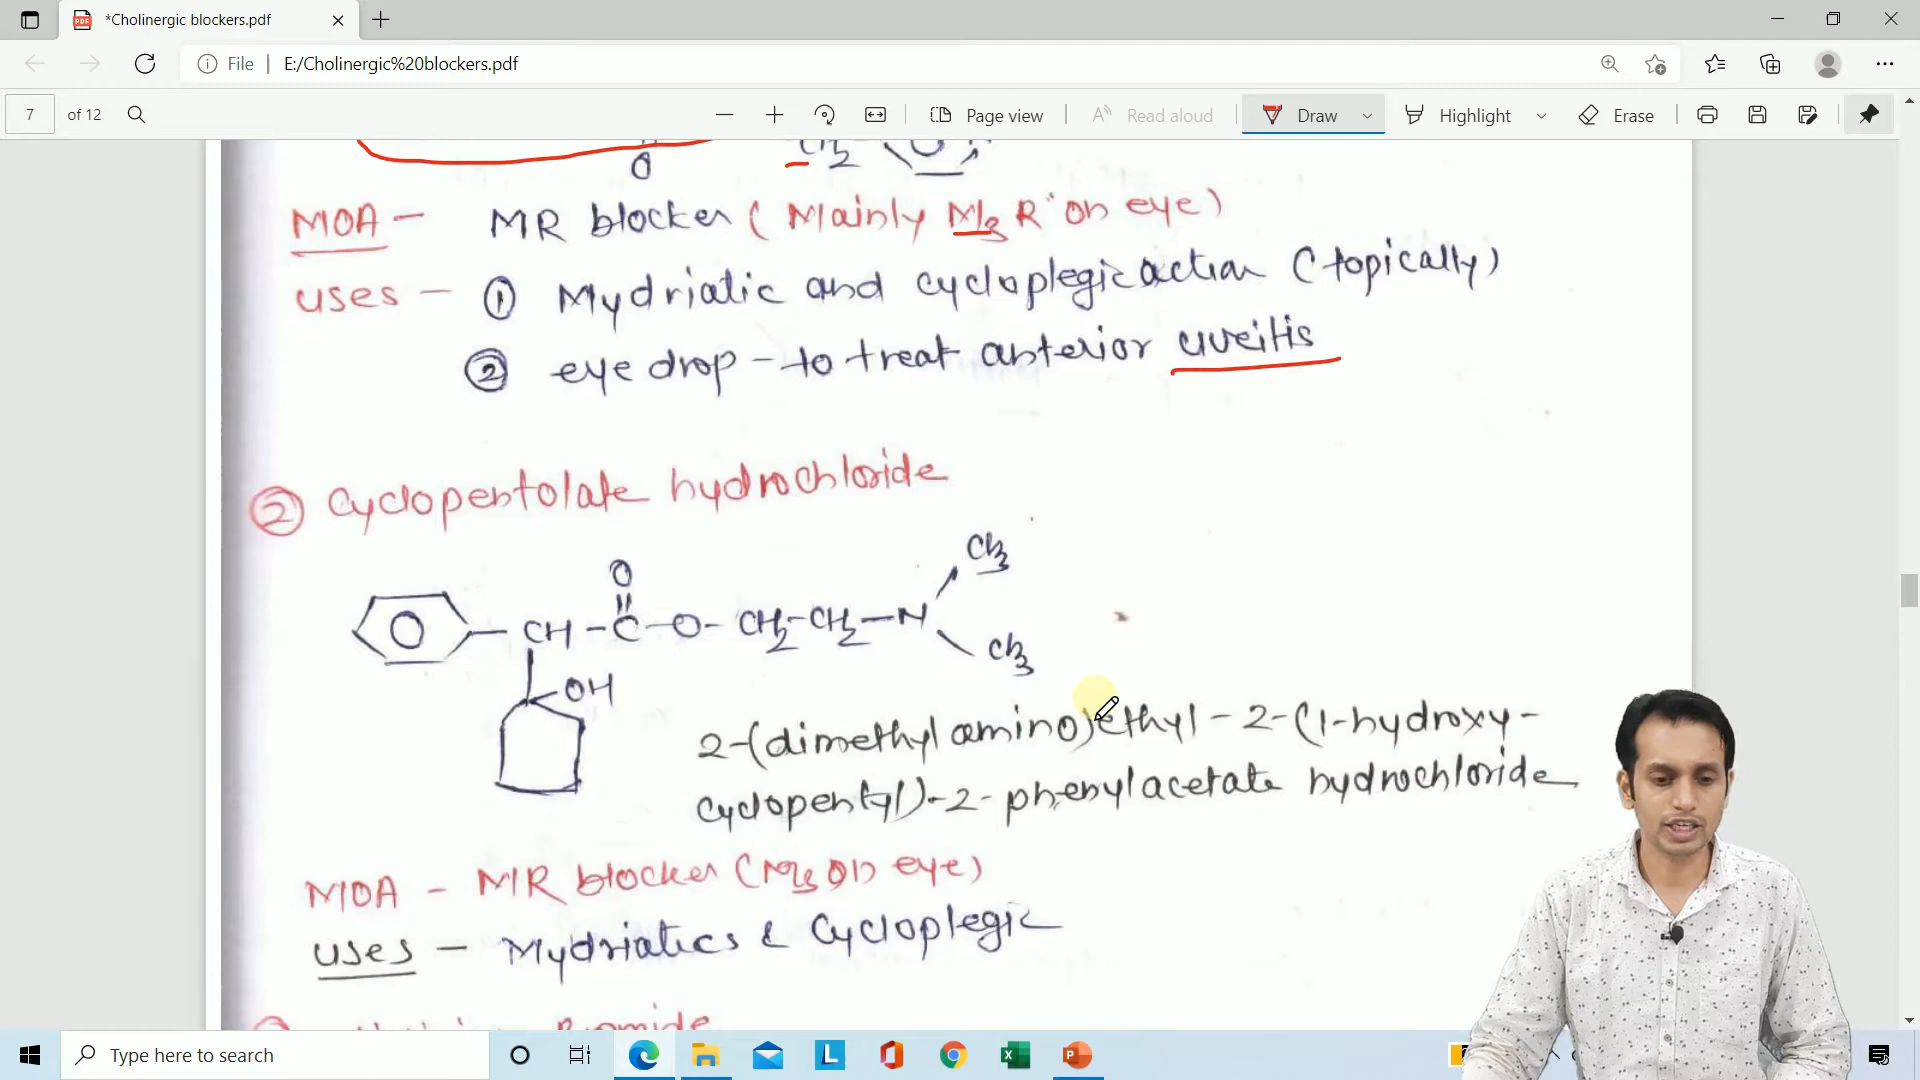 *Cholinergic blockers.pdf
File
E:/Cholinergic%20blockers.pdf
7 of 12
Page view
Read aloud
Draw
Highlight
Erase
O
CH2
MOA - MR blocker (Mainly M3 R on eye)
uses - ① Mydriatic and cycloplegic action (topically)
② eye drop - to treat anterior uveitis
② Cyclopentolate hydrochloride
CH3
O
CH - C - O - CH2 - CH2 - N
CH3
OH
2-(dimethyl amino)ethyl-2-(1-hydroxy-
cyclopentyl)-2-phenylacetate hydrochloride
MOA - MR blocker (M3 on eye)
uses - Mydriatics & Cycloplegic
Bromide
Type here to search